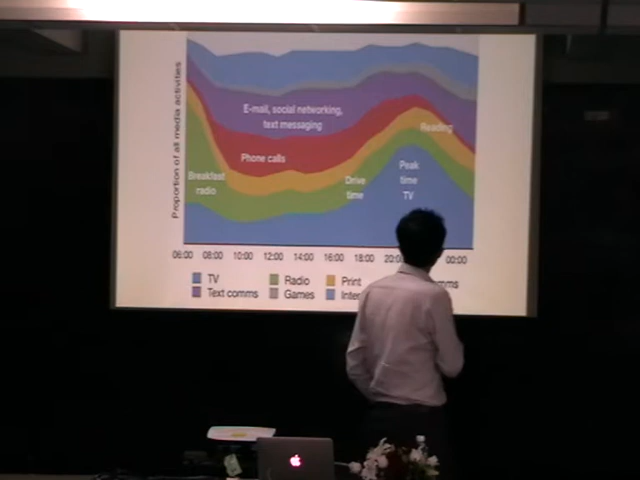 Proportion of all media activities
E-mail, social networking,
text messaging
Reading
Phone calls
Breakfast
radio
Drive
time
Peak
time
TV
06:00 08:00 10:00 12:00 14:00 16:00 18:00 00:00
TV Radio Print
Text comms Games